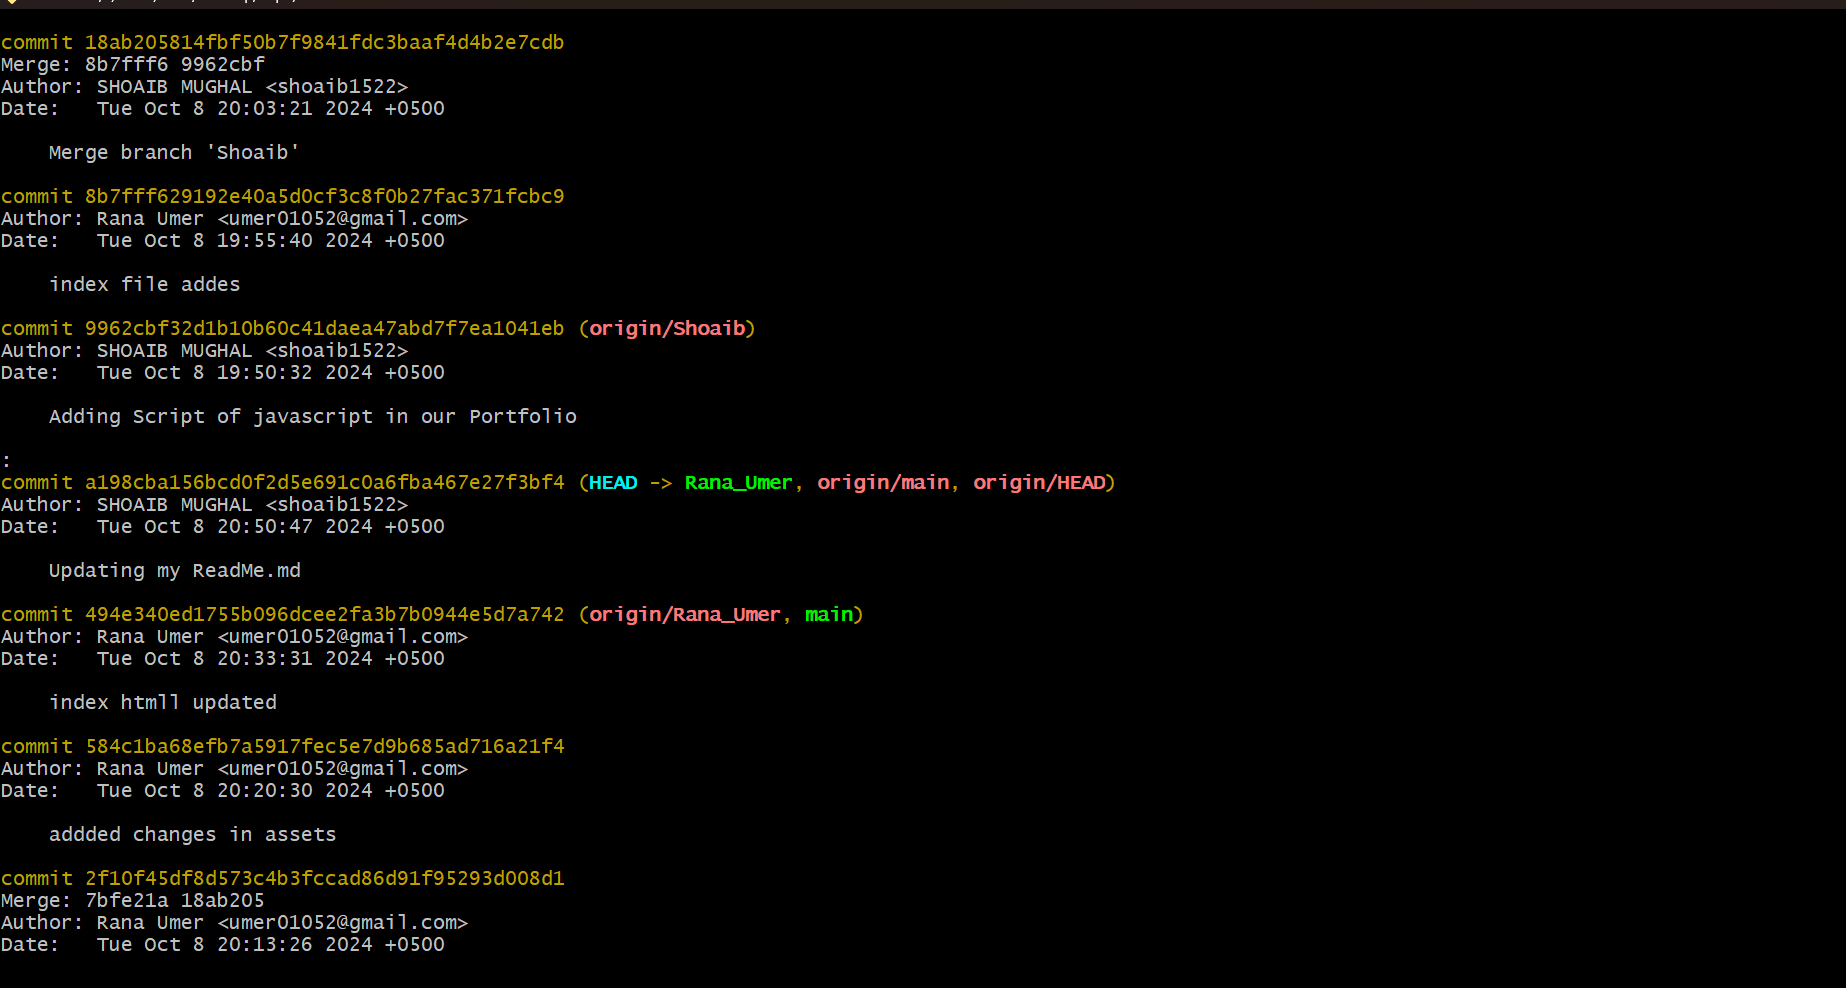 commit 18ab205814fbf50b7f9841fdc3baaf4d4b2e7cdb
Merge: 8b7fff6 9962cbf
Author: SHOAIB MUGHAL <shoaib1522>
Date:   Tue Oct 8 20:03:21 2024 +0500
Merge branch 'Shoaib'
commit 8b7fff629192e40a5d0cf3c8f0b27fac371fcbc9
Author: Rana Umer <umer01052@gmail.com>
Date:   Tue Oct 8 19:55:40 2024 +0500
index file addes
commit 9962cbf32d1b10b60c41daea47abd7f7ea1041eb (origin/Shoaib)
Author: SHOAIB MUGHAL <shoaib1522>
Date:   Tue Oct 8 19:50:32 2024 +0500
Adding Script of javascript in our Portfolio
:
commit a198cba156bcd0f2d5e691c0a6fba467e27f3bf4 (HEAD -> Rana_Umer, origin/main, origin/HEAD)
Author: SHOAIB MUGHAL <shoaib1522>
Date:   Tue Oct 8 20:50:47 2024 +0500
Updating my ReadMe.md
commit 494e340ed1755b096dcee2fa3b7b0944e5d7a742 (origin/Rana_Umer, main)
Author: Rana Umer <umer01052@gmail.com>
Date:   Tue Oct 8 20:33:31 2024 +0500
index htmll updated
commit 584c1ba68efb7a5917fec5e7d9b685ad716a21f4
Author: Rana Umer <umer01052@gmail.com>
Date:   Tue Oct 8 20:20:30 2024 +0500
addded changes in assets
commit 2f10f45df8d573c4b3fccad86d91f95293d008d1
Merge: 7bfe21a 18ab205
Author: Rana Umer <umer01052@gmail.com>
Date:   Tue Oct 8 20:13:26 2024 +0500